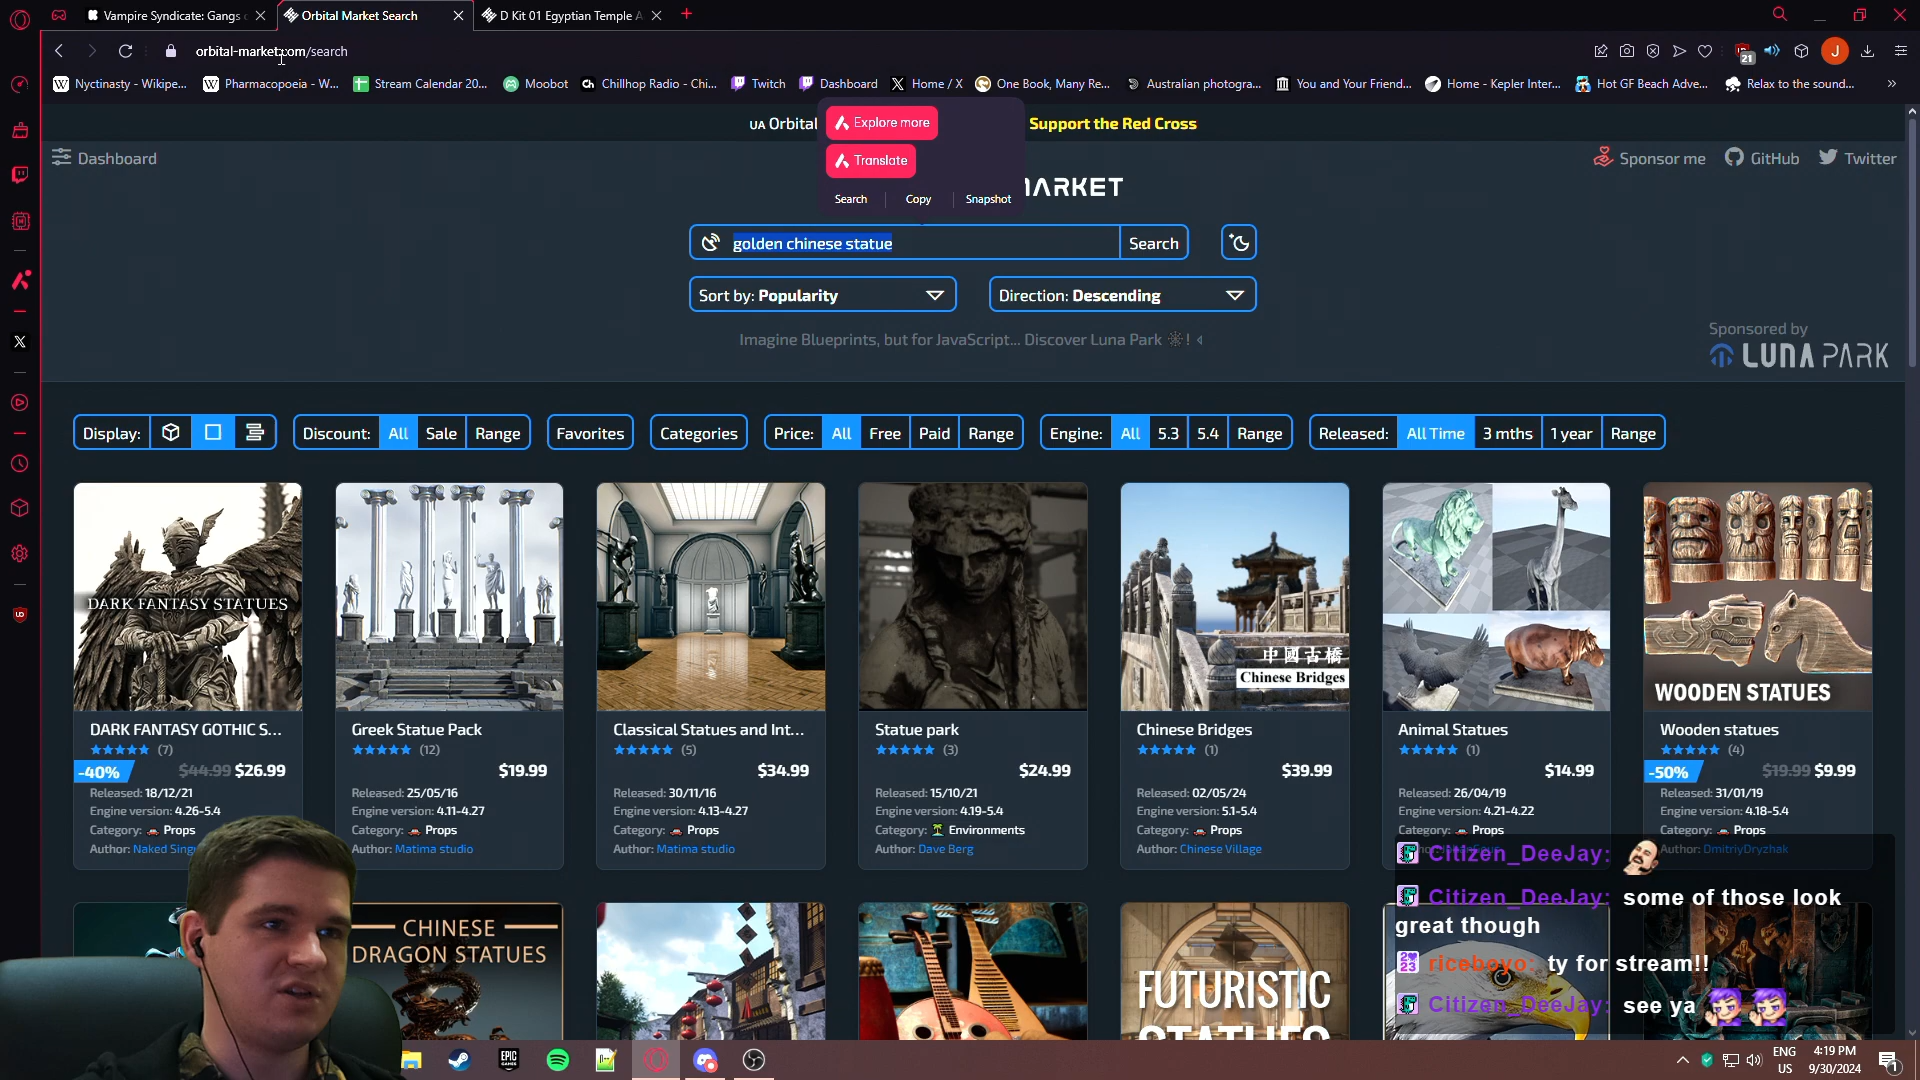 Vampire Syndicate: Gangs
Orbital Market Search
D Kit 01 Egyptian Temple A
orbital-market.com/search
21
J
Nyctinasty - Wikipe...
Pharmacopoeia - W...
Stream Calendar 20...
Moobot
Chillhop Radio - Chi...
Twitch
Dashboard
Home / X
One Book, Many Re...
Australian photogra...
You and Your Friend...
Home - Kepler Inter...
Hot GF Beach Adve...
Relax to the sound...
UA Orbital
Support the Red Cross
Explore more
Translate
Search
Copy
Snapshot
Dashboard
Sponsor me
GitHub
Twitter
MARKET
golden chinese statue
Search
Sort by: Popularity
Direction: Descending
Imagine Blueprints, but for JavaScript... Discover Luna Park 🎡!
Sponsored by
LUNA PARK
Display:
Discount: All Sale Range
Favorites
Categories
Price: All Free Paid Range
Engine: All 5.3 5.4 Range
Released: All Time 3 mths 1 year Range
DARK FANTASY STATUES
DARK FANTASY GOTHIC S...
(7)
-40% $44.99 $26.99
Released: 18/12/21
Engine version: 4.26-5.4
Category: Props
Author: Naked Sing
Greek Statue Pack
(12)
$19.99
Released: 25/05/16
Engine version: 4.11-4.27
Category: Props
Author: Matima studio
Classical Statues and Int...
(5)
$34.99
Released: 30/11/16
Engine version: 4.13-4.27
Category: Props
Author: Matima studio
Statue park
(3)
$24.99
Released: 15/10/21
Engine version: 4.19-5.4
Category: Environments
Author: Dave Berg
中國古橋
Chinese Bridges
Chinese Bridges
(1)
$39.99
Released: 02/05/24
Engine version: 5.1-5.4
Category: Props
Author: Chinese Village
Animal Statues
(1)
$14.99
Released: 26/04/19
Engine version: 4.21-4.22
Category: Props
WOODEN STATUES
Wooden statues
(4)
-50% $19.99 $9.99
Released: 31/01/19
Engine version: 4.18-5.4
Category: Props
Author: DmitriyDryzhak
CHINESE
DRAGON STATUES
FUTURISTIC
STATUES
Citizen_DeeJay:
Citizen_DeeJay: some of those look
great though
2023 riceboyo: ty for stream!!
Citizen_DeeJay: see ya
EPIC
GAMES
ENG
US
4:19 PM
9/30/2024
1